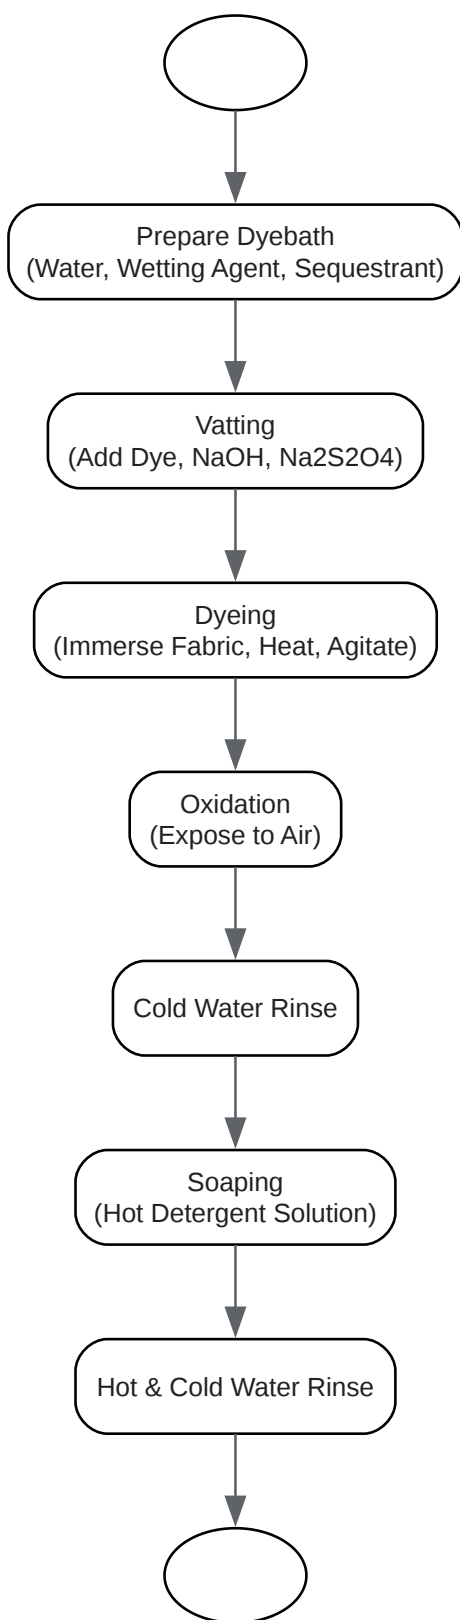 Prepare Dyebath
(Water, Wetting Agent, Sequestrant)
Vatting
(Add Dye, NaOH, Na2S2O4)
Dyeing
(Immerse Fabric, Heat, Agitate)
Oxidation
(Expose to Air)
Cold Water Rinse
Soaping
(Hot Detergent Solution)
Hot & Cold Water Rinse